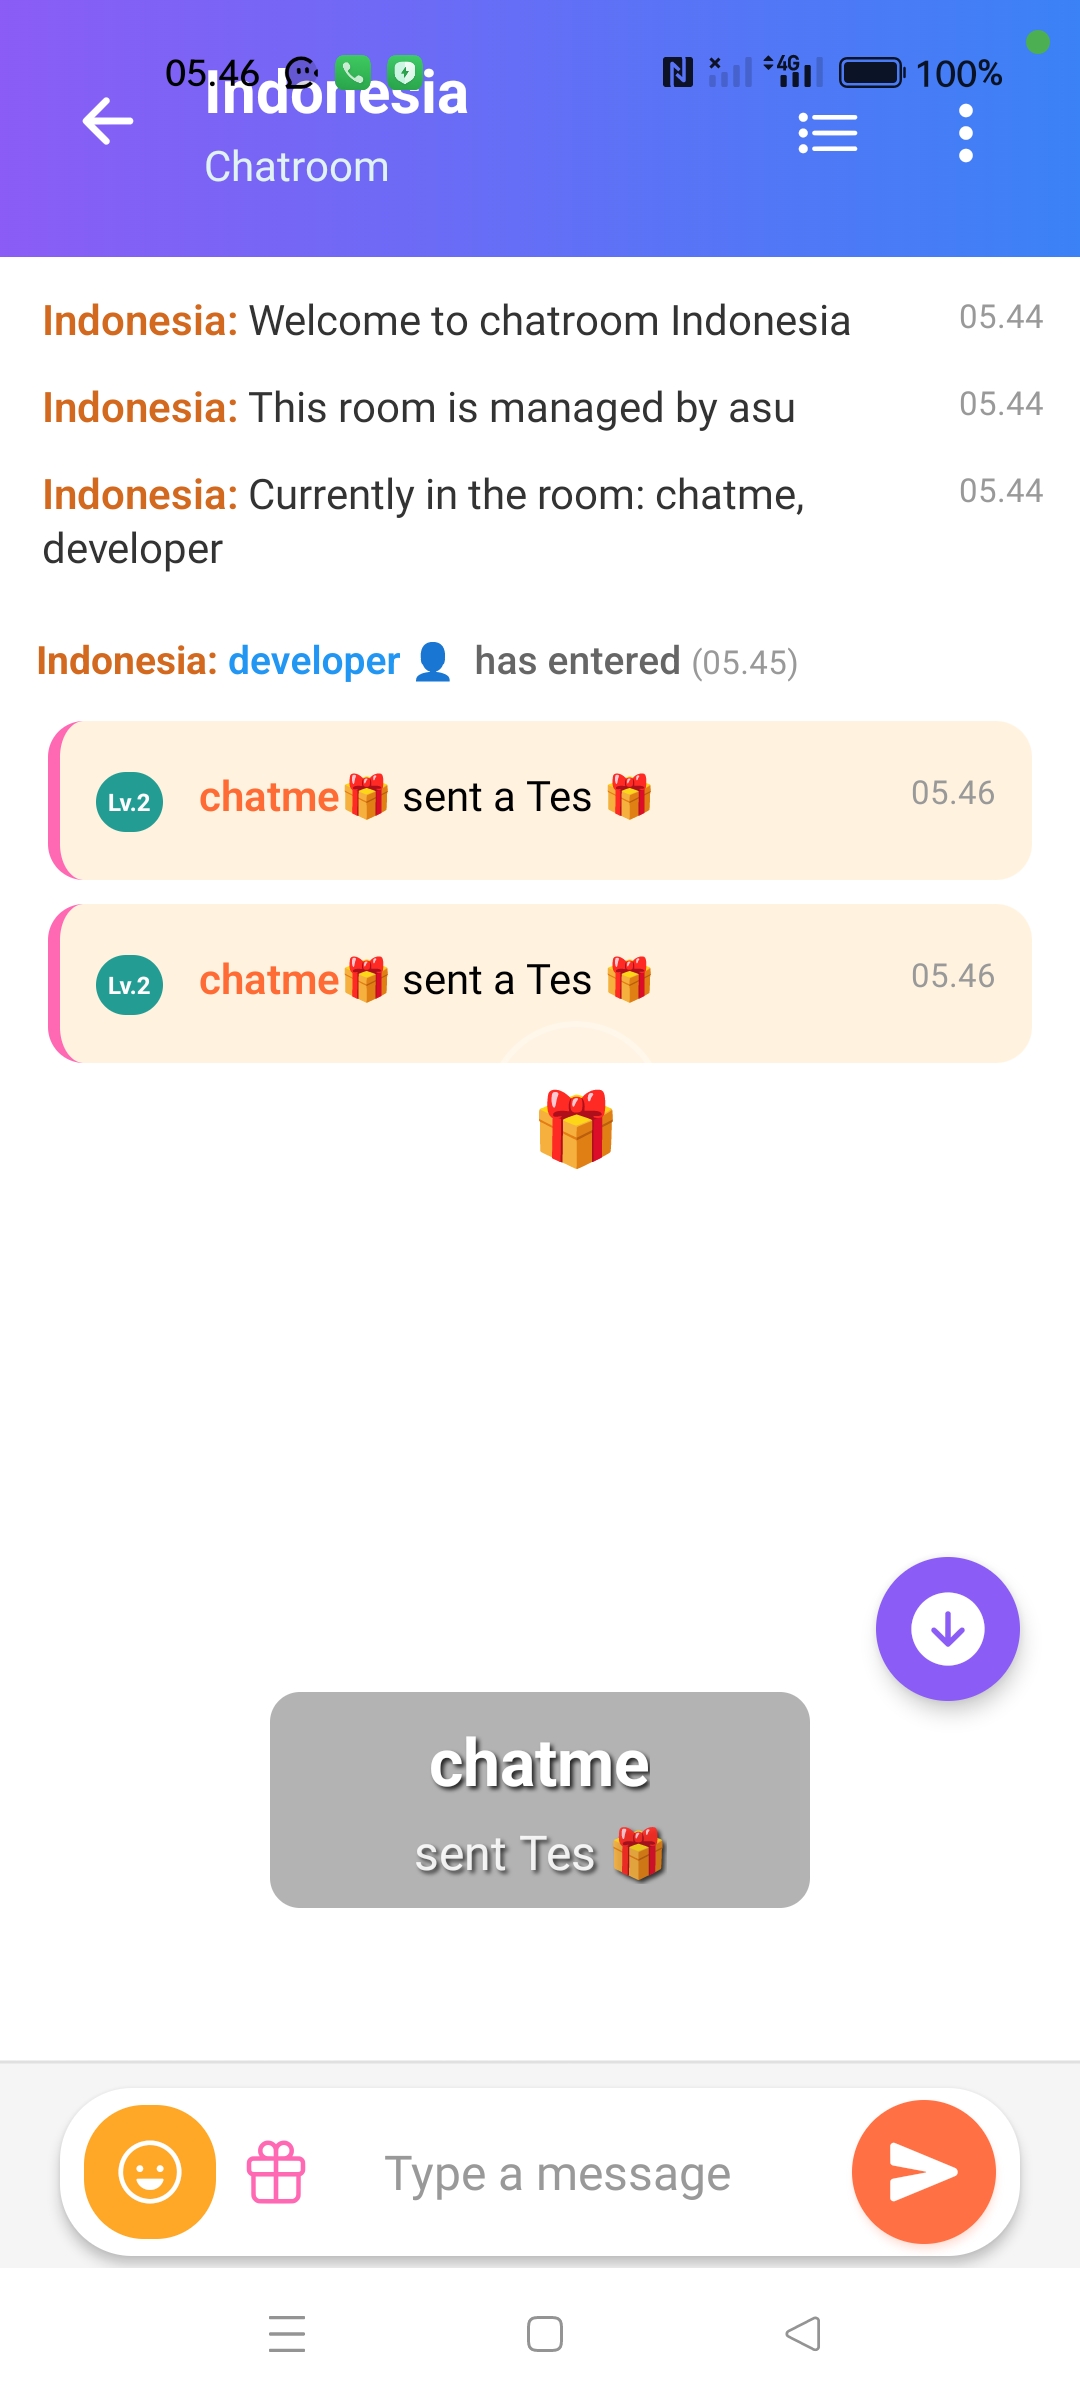 05.46
4G
100%
Indonesia
Chatroom
Indonesia: Welcome to chatroom Indonesia 05.44
Indonesia: This room is managed by asu 05.44
Indonesia: Currently in the room: chatme, 05.44
developer
Indonesia: developer 👤 has entered (05.45)
Lv.2 chatme🎁 sent a Tes 🎁 05.46
Lv.2 chatme🎁 sent a Tes 🎁 05.46
🎁
chatme
sent Tes 🎁
Type a message